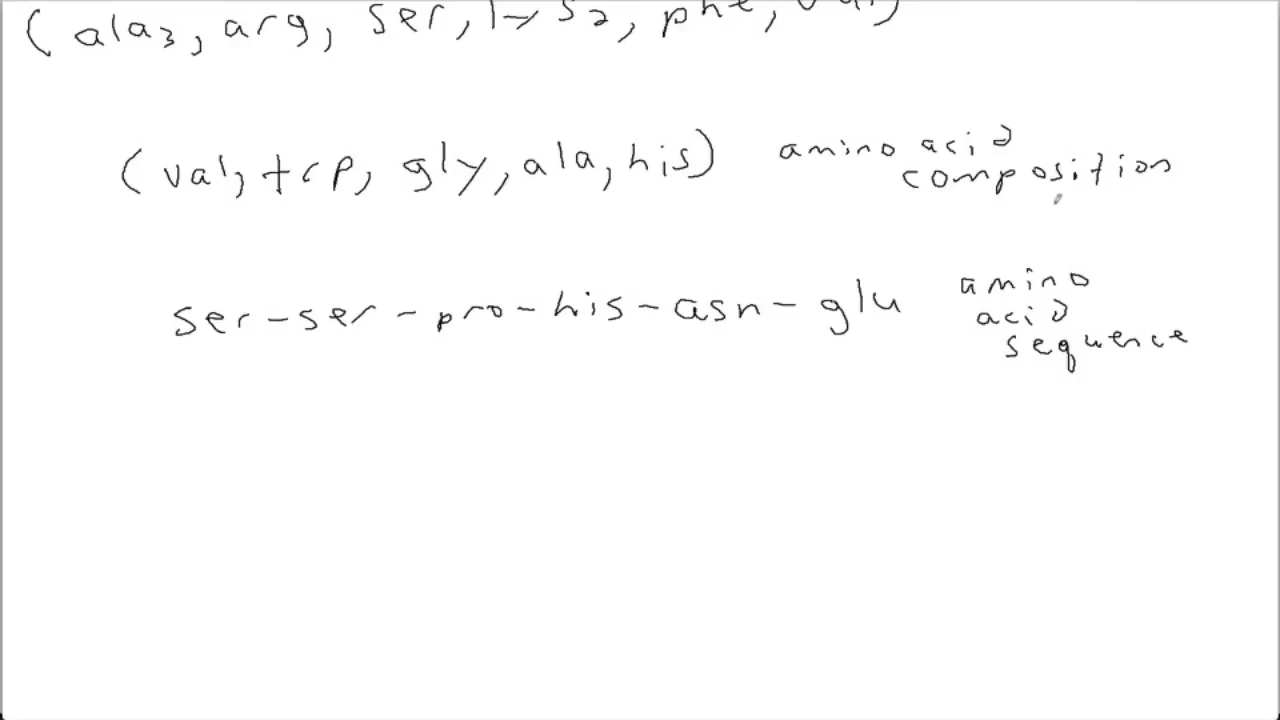 (ala3, arg, ser, lys2, phe, val)
(val, trp, gly, ala, his) amino acid
composition
ser-ser-pro-his-asn-glu amino
acid
sequence